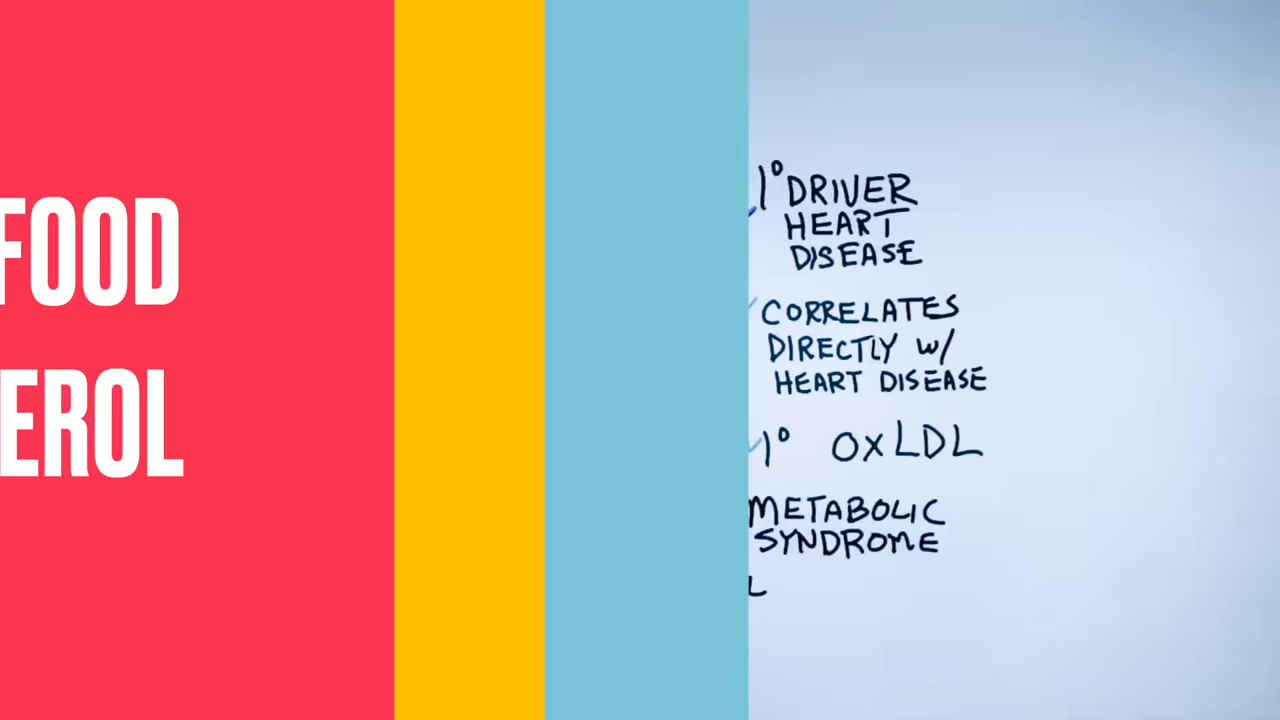 FOOD
EROL
1° DRIVER
HEART
DISEASE
CORRELATES
DIRECTLY w/
HEART DISEASE
1° OxLDL
METABOLIC
SYNDROME
L